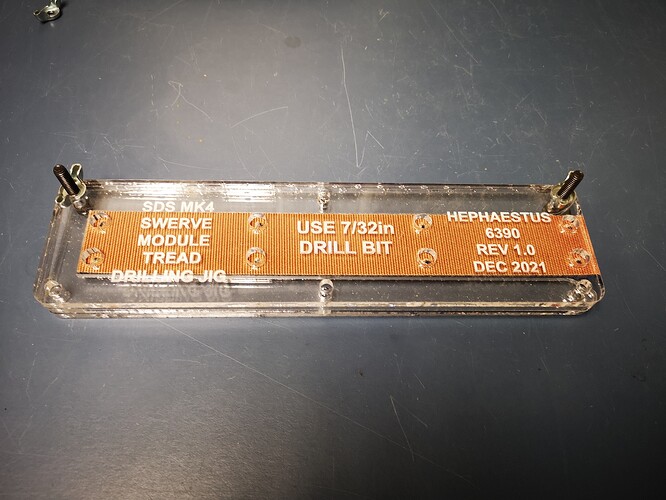 SDS MK4
SWERVE
MODULE
TREAD
DRILLING JIG
USE 7/32in
DRILL BIT
HEPHAESTUS
6390
REV 1.0
DEC 2021